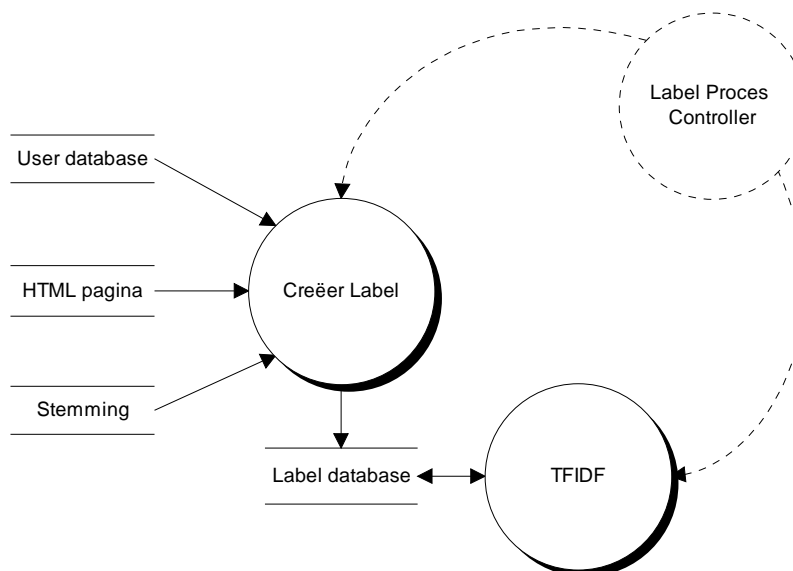 Label Proces
Controller
User database
HTML pagina
Creëer Label
Stemming
Label database
TFIDF